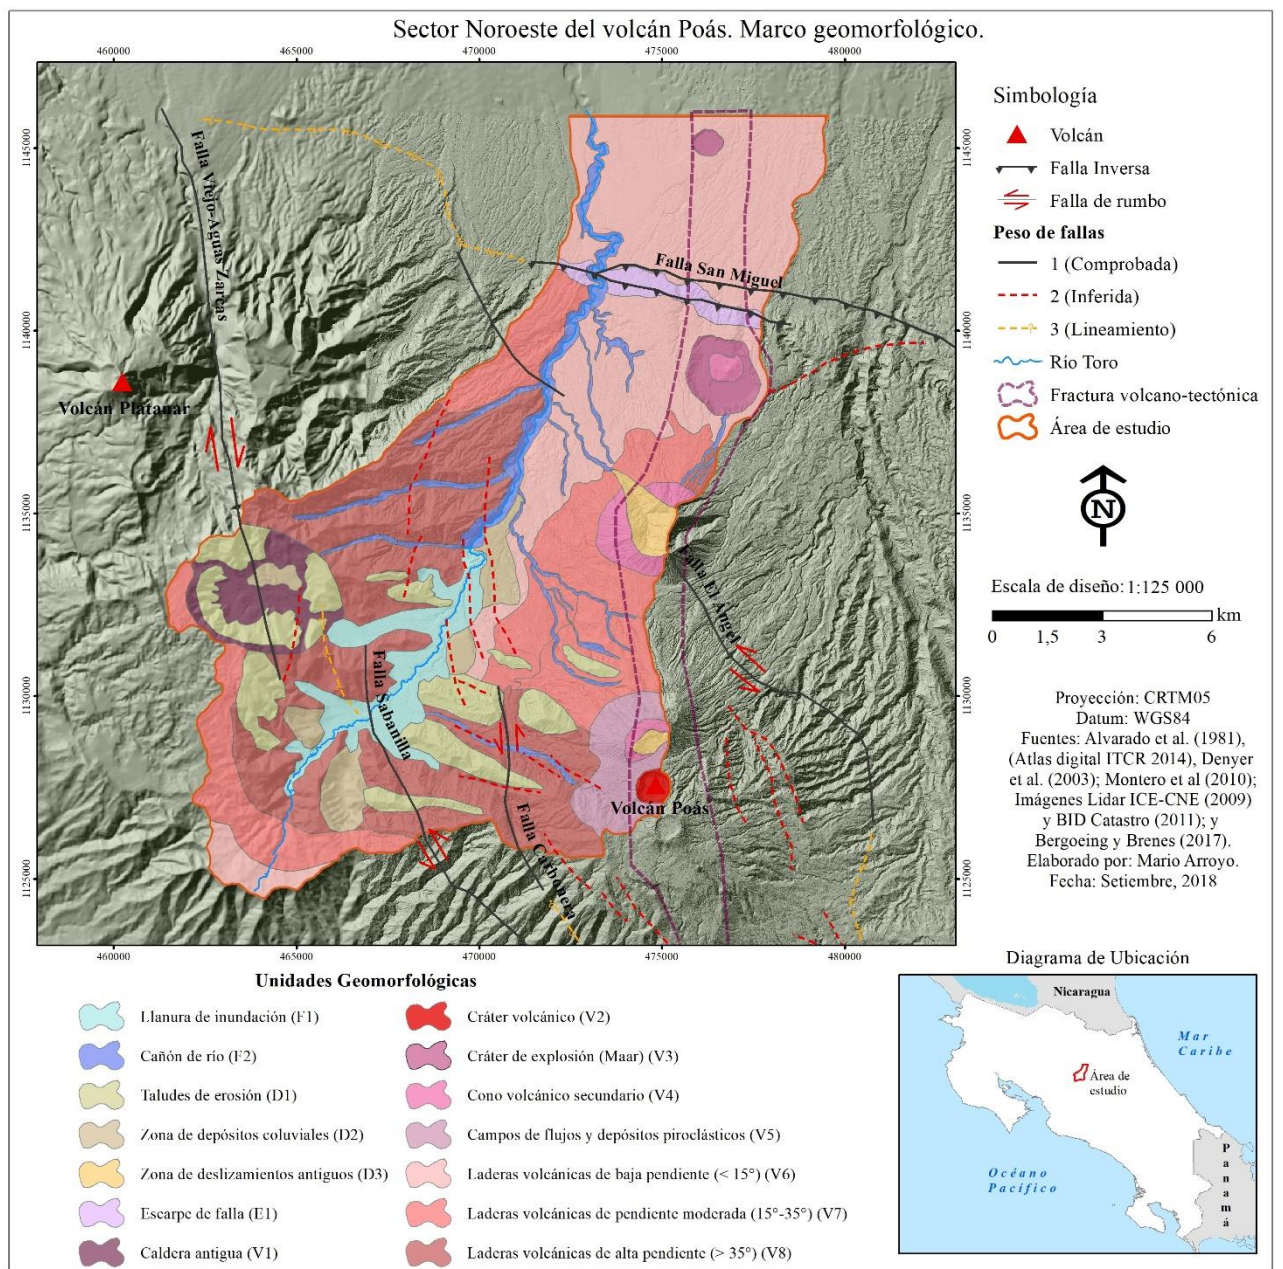 Sector Noroeste del volcán Poás. Marco geomorfológico.
460000
465000
470000
475000
480000
1145000
1140000
1135000
1130000
1125000
1145000
1140000
1135000
1130000
1125000
460000
465000
470000
475000
480000
Falla Viejo-Aguas Zarcas
Falla San Miguel
Volcán Platanar
Falla El Ángel
Falla Sabanilla
Volcán Poás
Falla Carbonera
Simbología
Volcán
Falla Inversa
Falla de rumbo
Peso de fallas
1 (Comprobada)
2 (Inferida)
3 (Lineamiento)
Río Toro
Fractura volcano-tectónica
Área de estudio
N
Escala de diseño: 1:125 000
km
0 1,5 3 6
Proyección: CRTM05
Datum: WGS84
Fuentes: Alvarado et al. (1981),
(Atlas digital ITCR 2014), Denyer
et al. (2003); Montero et al (2010);
Imágenes Lidar ICE-CNE (2009)
y BID Catastro (2011); y
Bergoeing y Brenes (2017).
Elaborado por: Mario Arroyo.
Fecha: Setiembre, 2018
Unidades Geomorfológicas
Llanura de inundación (F1)
Cañón de río (F2)
Taludes de erosión (D1)
Zona de depósitos coluviales (D2)
Zona de deslizamientos antiguos (D3)
Escarpe de falla (E1)
Caldera antigua (V1)
Cráter volcánico (V2)
Cráter de explosión (Maar) (V3)
Cono volcánico secundario (V4)
Campos de flujos y depósitos piroclásticos (V5)
Laderas volcánicas de baja pendiente (< 15°) (V6)
Laderas volcánicas de pendiente moderada (15°-35°) (V7)
Laderas volcánicas de alta pendiente (> 35°) (V8)
Diagrama de Ubicación
Nicaragua
Mar
Caribe
Área de
estudio
Océano
Pacífico
Panamá